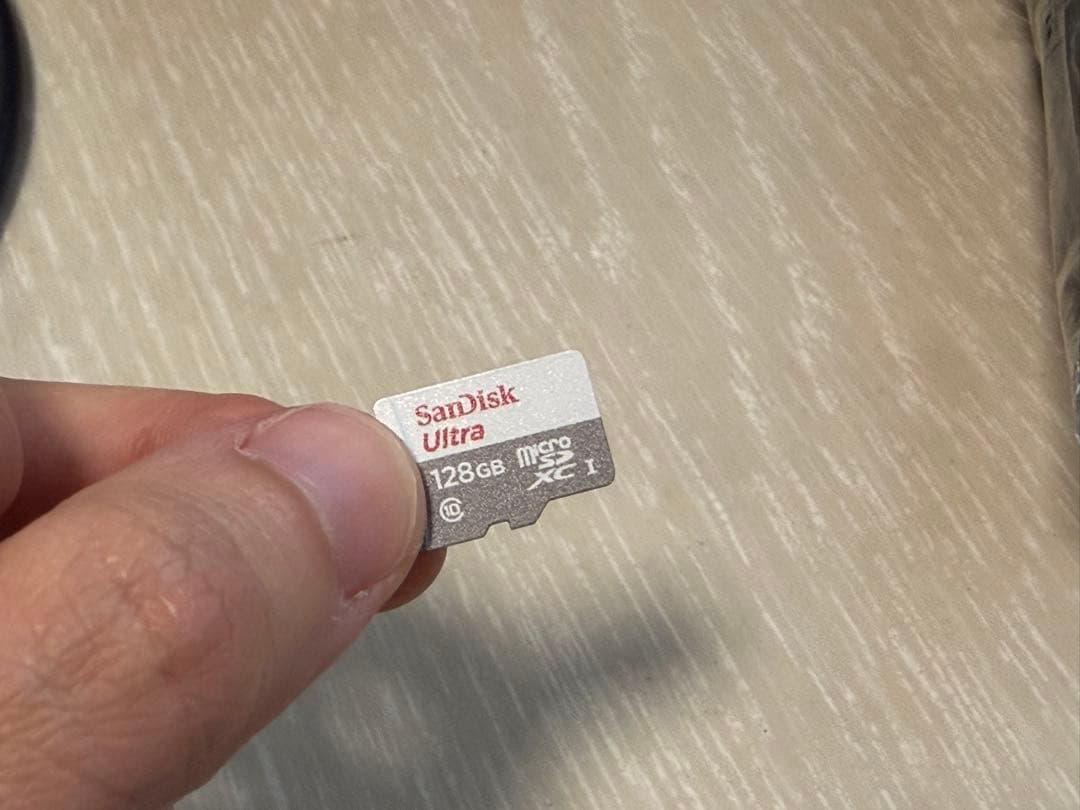 SanDisk
Ultra
128GB
micro
SD
XC I
10